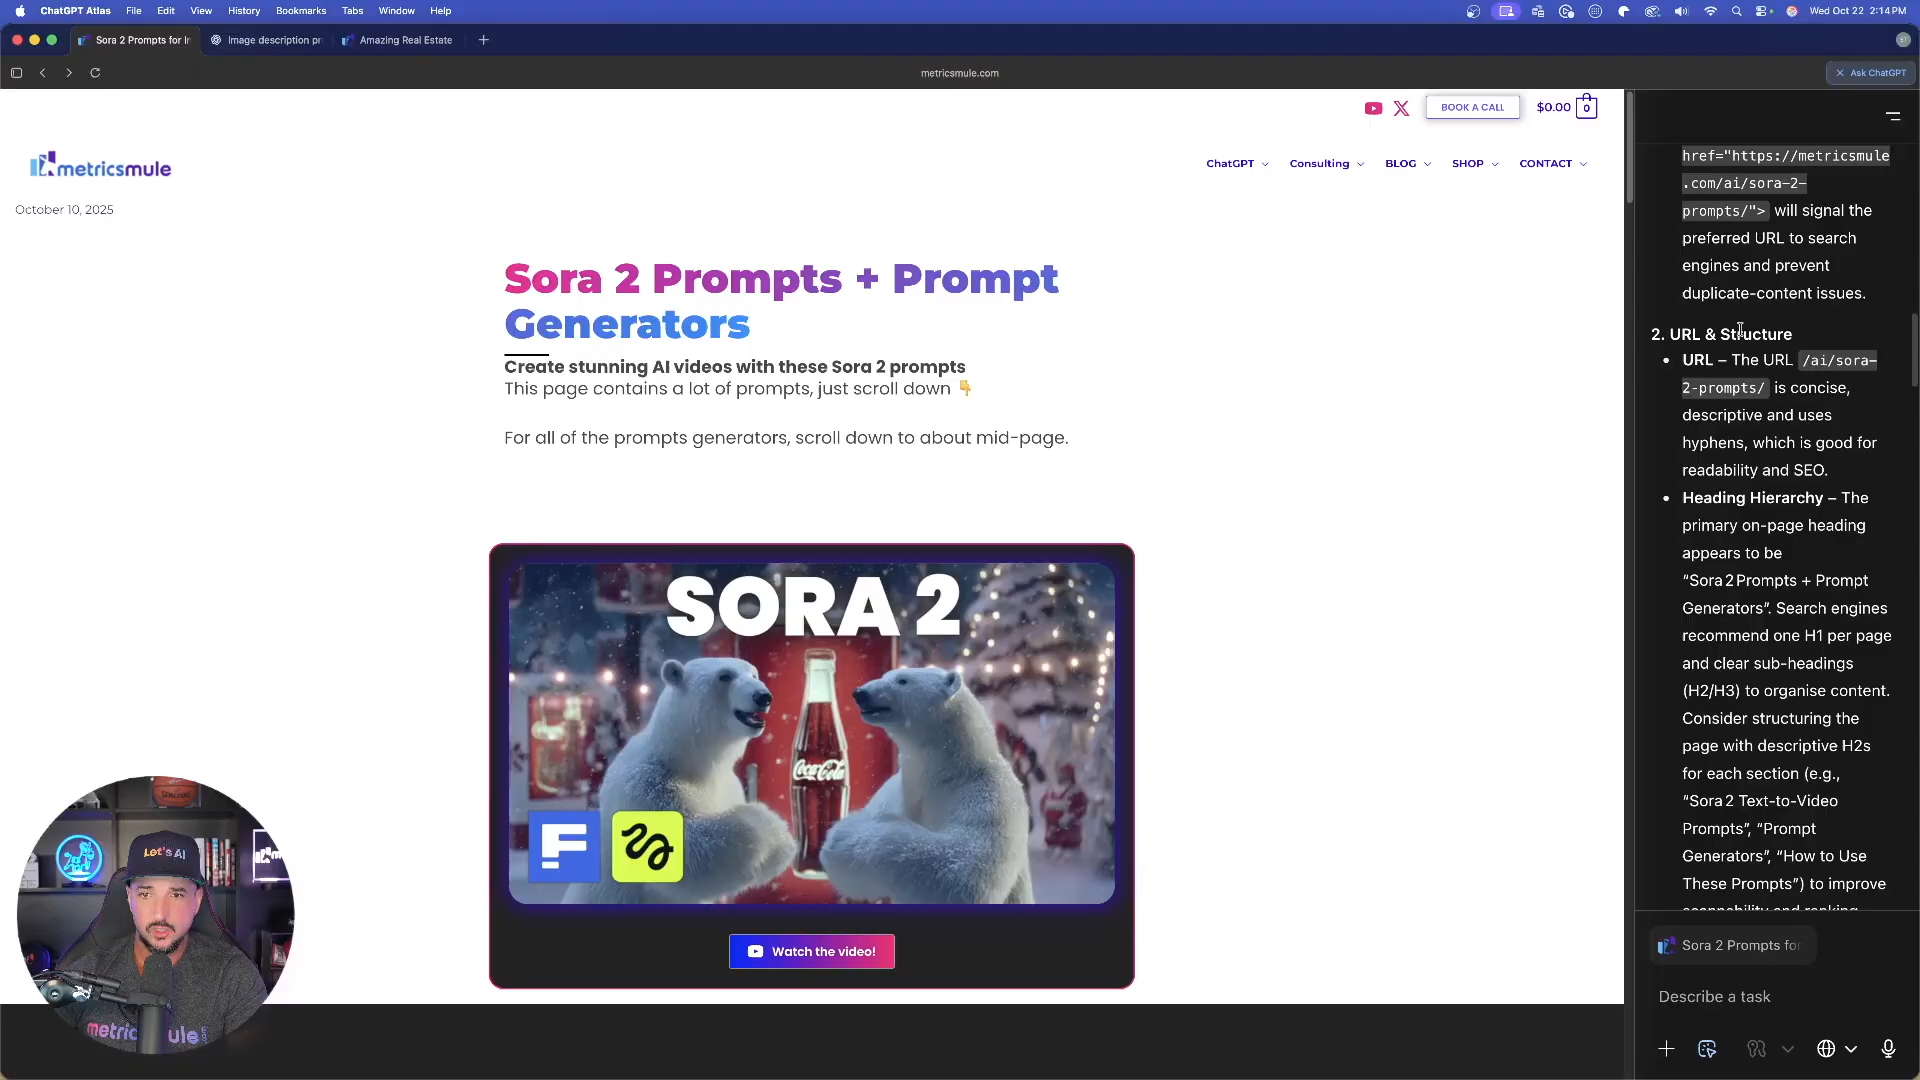 ChatGPT Atlas File Edit View History Bookmarks Tabs Window Help
Wed Oct 22 2:14 PM
Sora 2 Prompts for Ir
Image description pr
Amazing Real Estate
metricsmule.com
Ask ChatGPT
BOOK A CALL
$0.00
0
metricsmule
ChatGPT
Consulting
BLOG
SHOP
CONTACT
October 10, 2025
Sora 2 Prompts + Prompt
Generators
Create stunning AI videos with these Sora 2 prompts
This page contains a lot of prompts, just scroll down 👇
For all of the prompts generators, scroll down to about mid-page.
SORA 2
Coca-Cola
Watch the video!
SPALDING
Let's AI
href="https://metricsmule
.com/ai/sora-2-
prompts/"> will signal the
preferred URL to search
engines and prevent
duplicate-content issues.
2. URL & Structure
• URL – The URL /ai/sora-
2-prompts/ is concise,
descriptive and uses
hyphens, which is good for
readability and SEO.
• Heading Hierarchy – The
primary on-page heading
appears to be
“Sora 2 Prompts + Prompt
Generators”. Search engines
recommend one H1 per page
and clear sub-headings
(H2/H3) to organise content.
Consider structuring the
page with descriptive H2s
for each section (e.g.,
“Sora 2 Text-to-Video
Prompts”, “Prompt
Generators”, “How to Use
These Prompts”) to improve
scannability and ranking
Sora 2 Prompts for
Describe a task